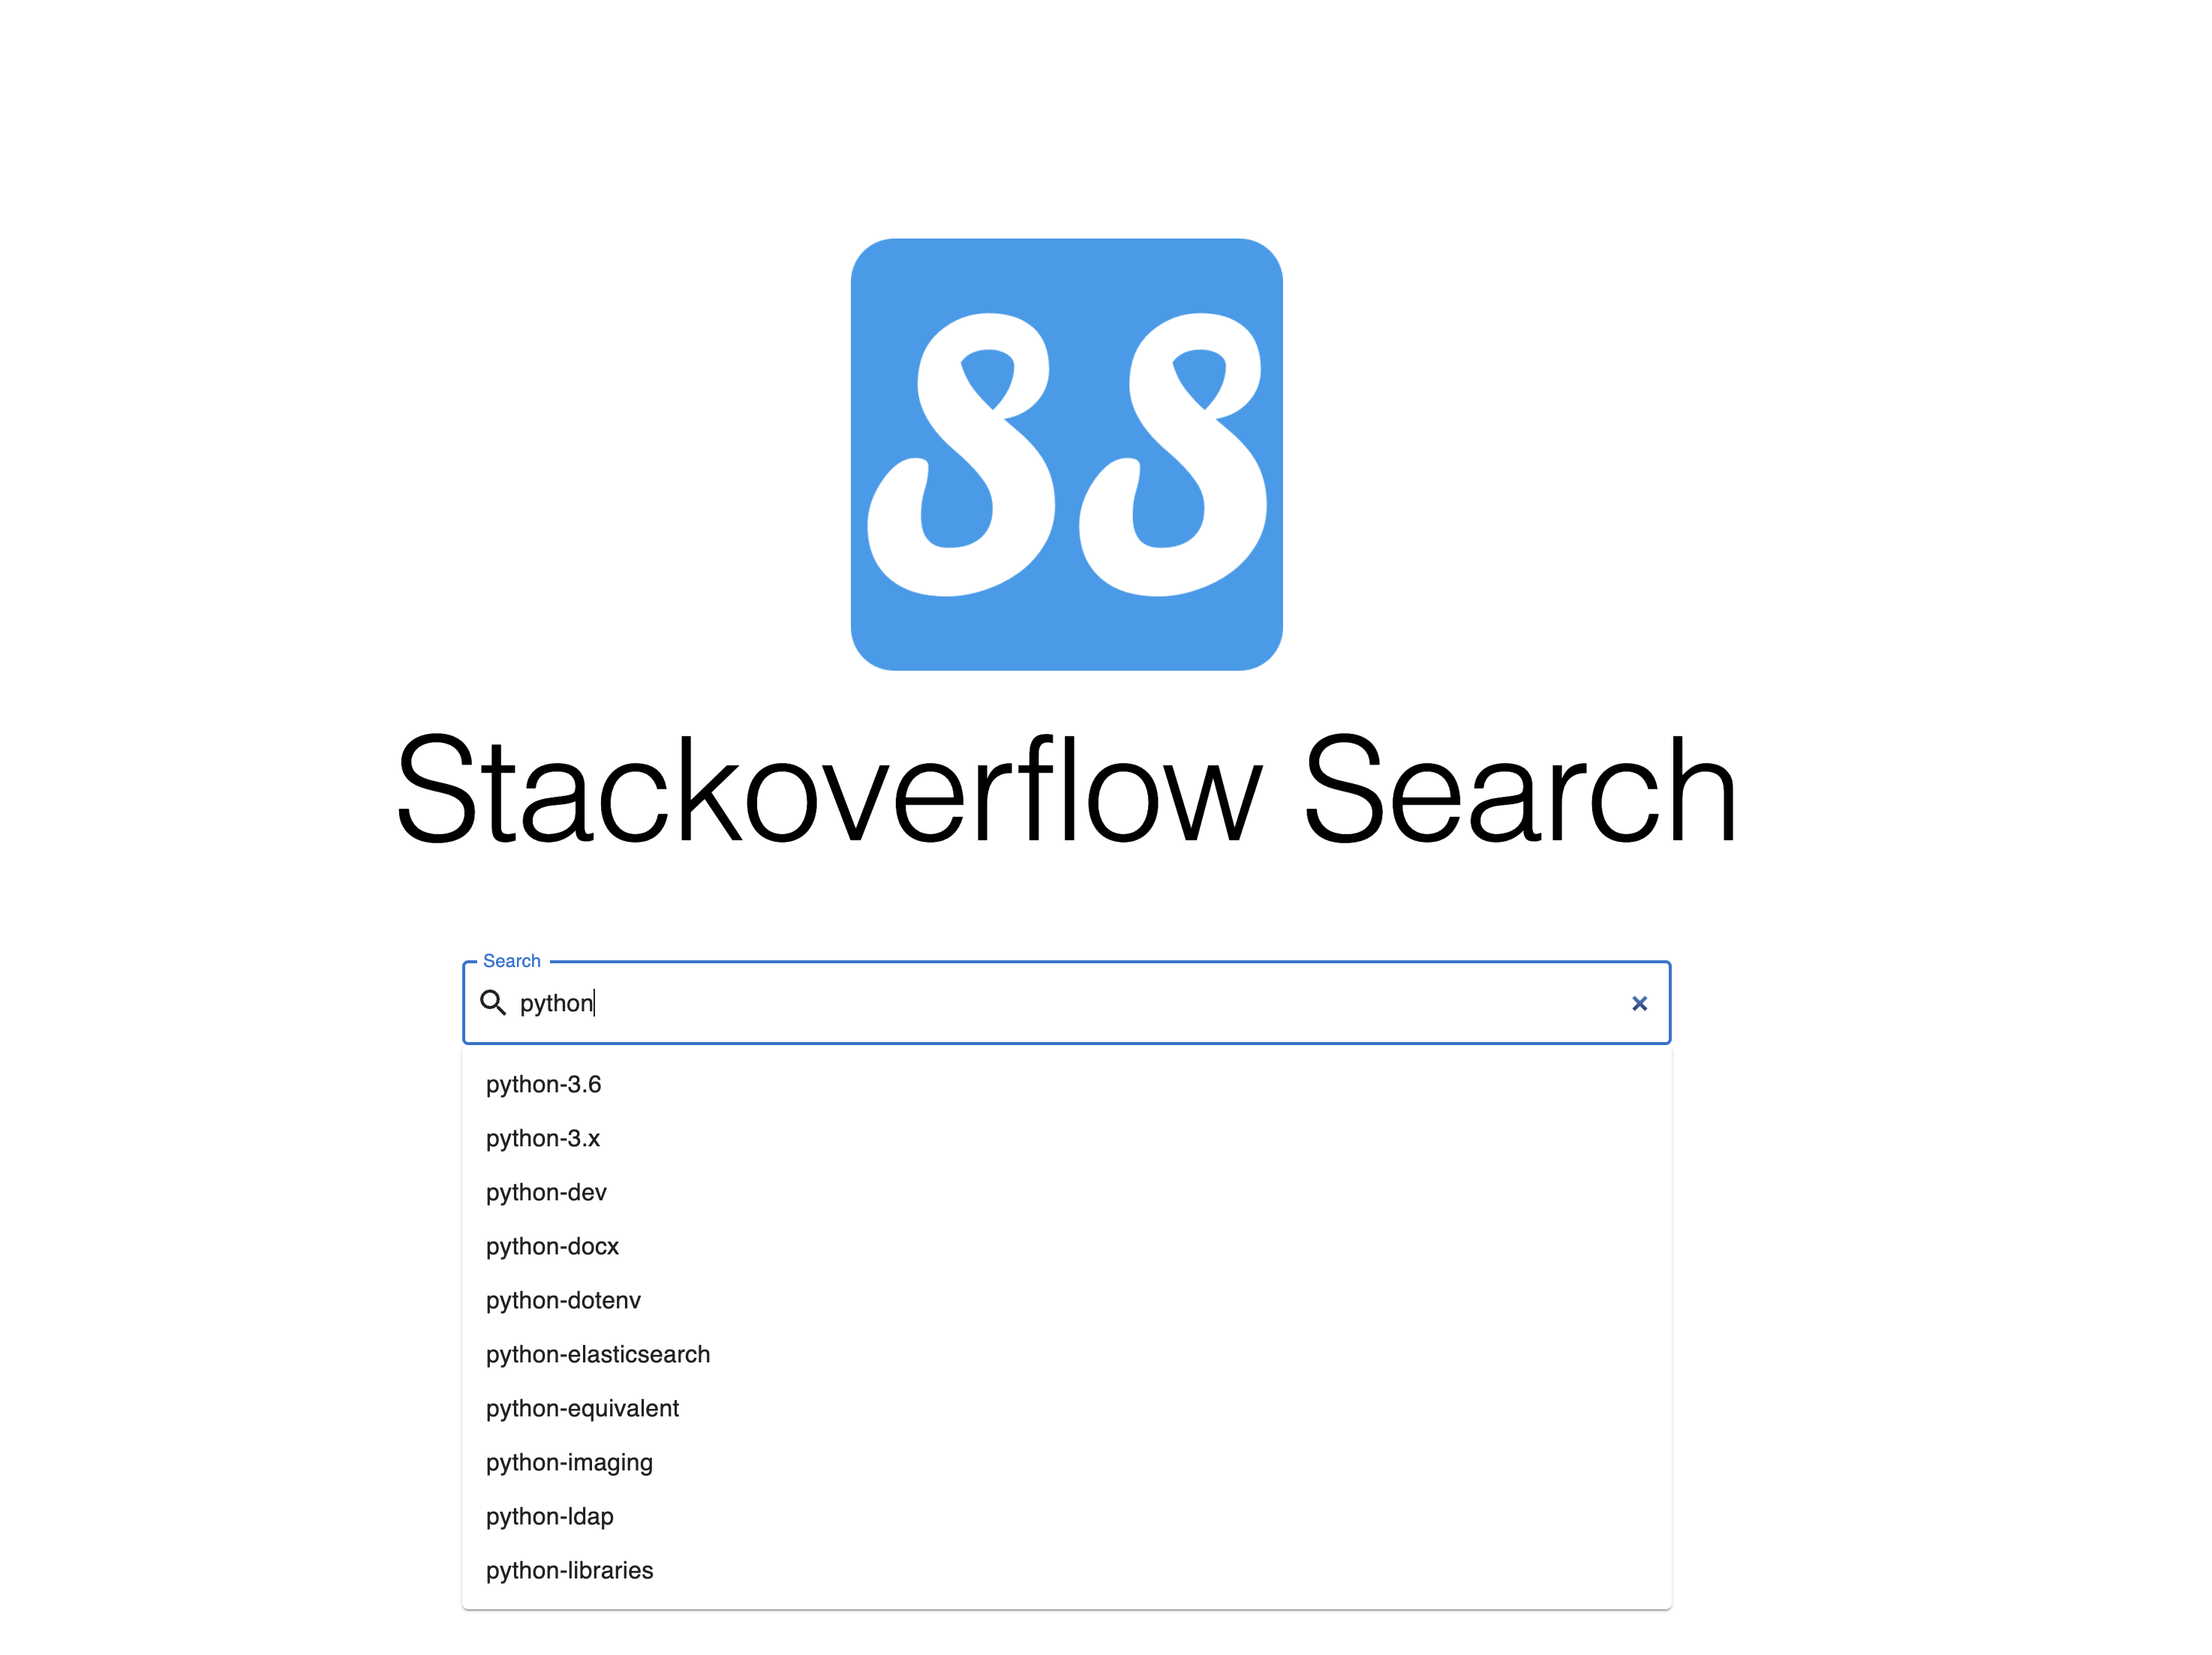 SS
Stackoverflow Search
Search
python
python-3.6
python-3.x
python-dev
python-docx
python-dotenv
python-elasticsearch
python-equivalent
python-imaging
python-ldap
python-libraries